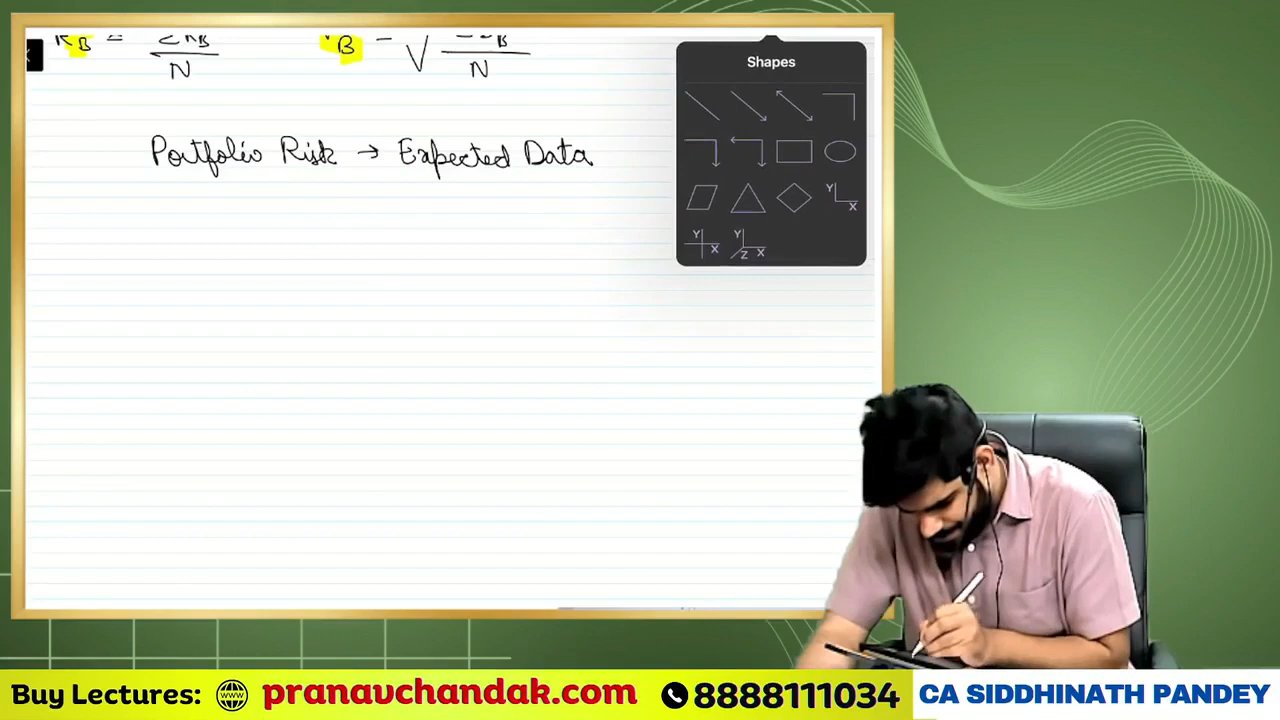 B = N
B = √ N
Portfolio Risk → Expected Data
Shapes
Y
X
Y
X
Y
Z X
Buy Lectures: pranavchandak.com 8888111034 CA SIDDHINATH PANDEY